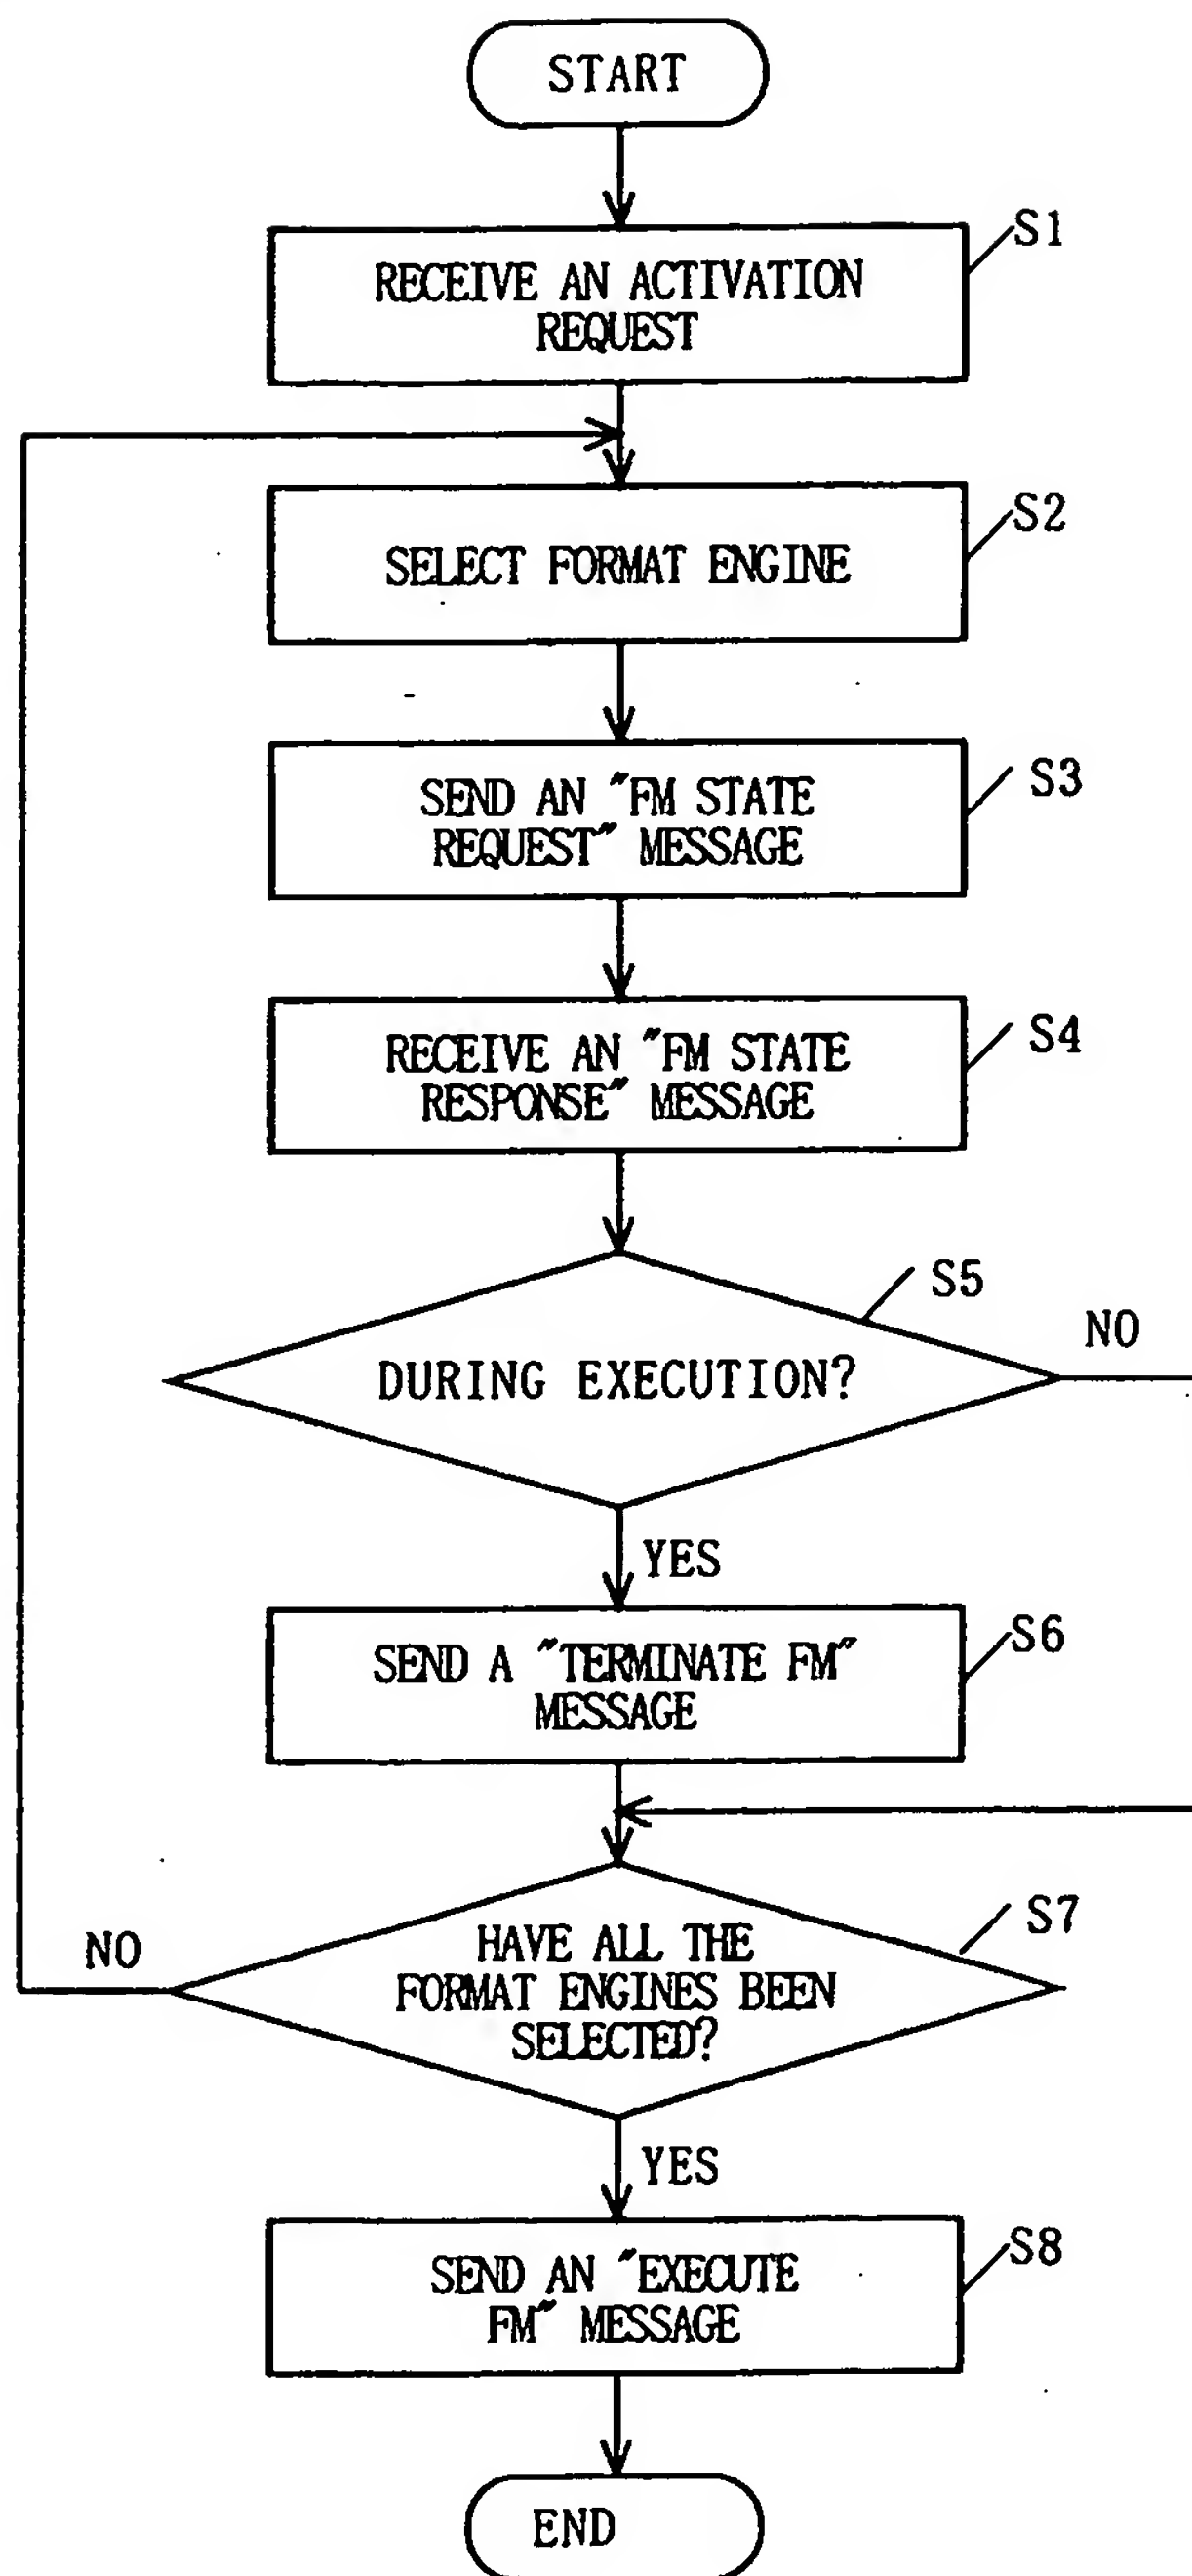 START
S1
RECEIVE AN ACTIVATION
REQUEST
S2
SELECT FORMAT ENGINE
S3
SEND AN "FM STATE
REQUEST" MESSAGE
S4
RECEIVE AN "FM STATE
RESPONSE" MESSAGE
S5
NO
DURING EXECUTION?
YES
S6
SEND A "TERMINATE FM"
MESSAGE
S7
NO
HAVE ALL THE
FORMAT ENGINES BEEN
SELECTED?
YES
S8
SEND AN "EXECUTE
FM" MESSAGE
END